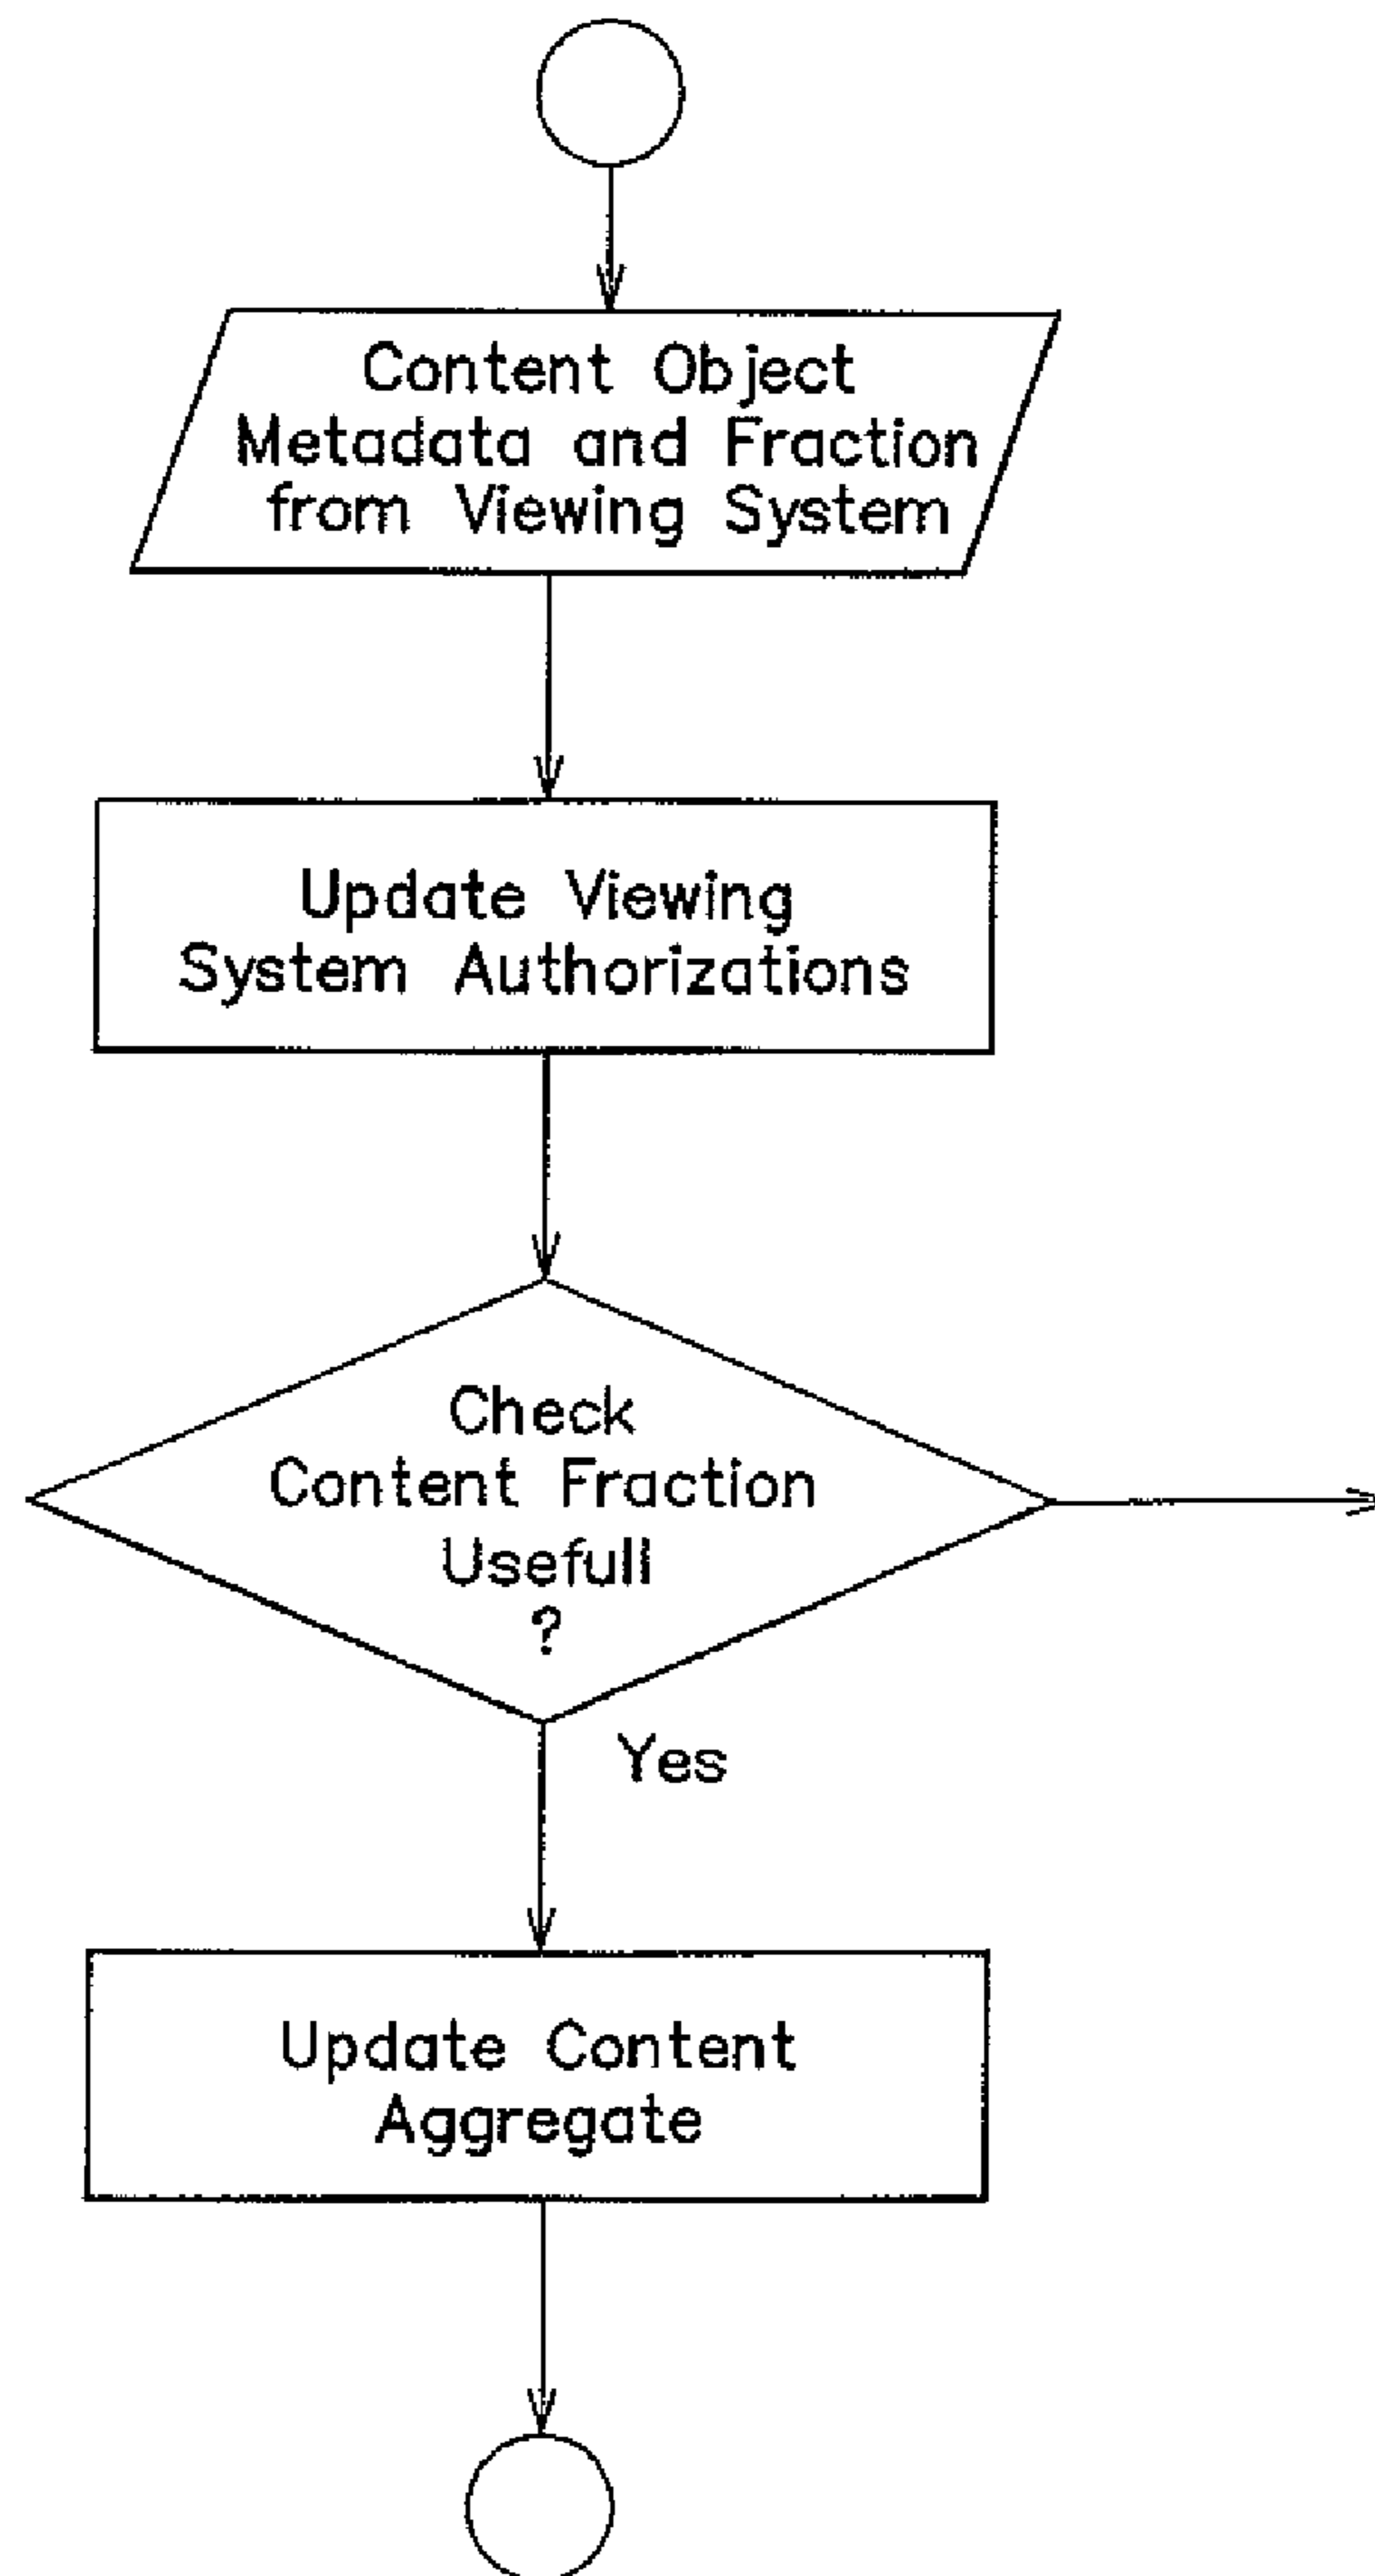 Content Object
Metadata and Fraction
from Viewing System
Update Viewing
System Authorizations
Check
Content Fraction
Usefull
?
Yes
Update Content
Aggregate